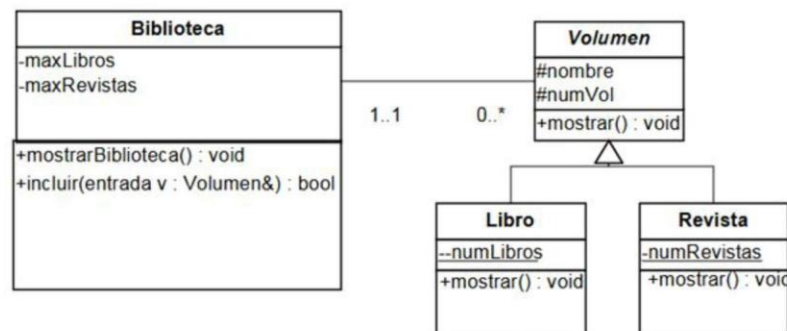 Biblioteca
-maxLibros
-maxRevistas
+mostrarBiblioteca() : void
+incluir(entrada v : Volumen&) : bool
1..1
0..*
Volumen
#nombre
#numVol
+mostrar() : void
Libro
--numLibros
+mostrar() : void
Revista
-numRevistas
+mostrar() : void